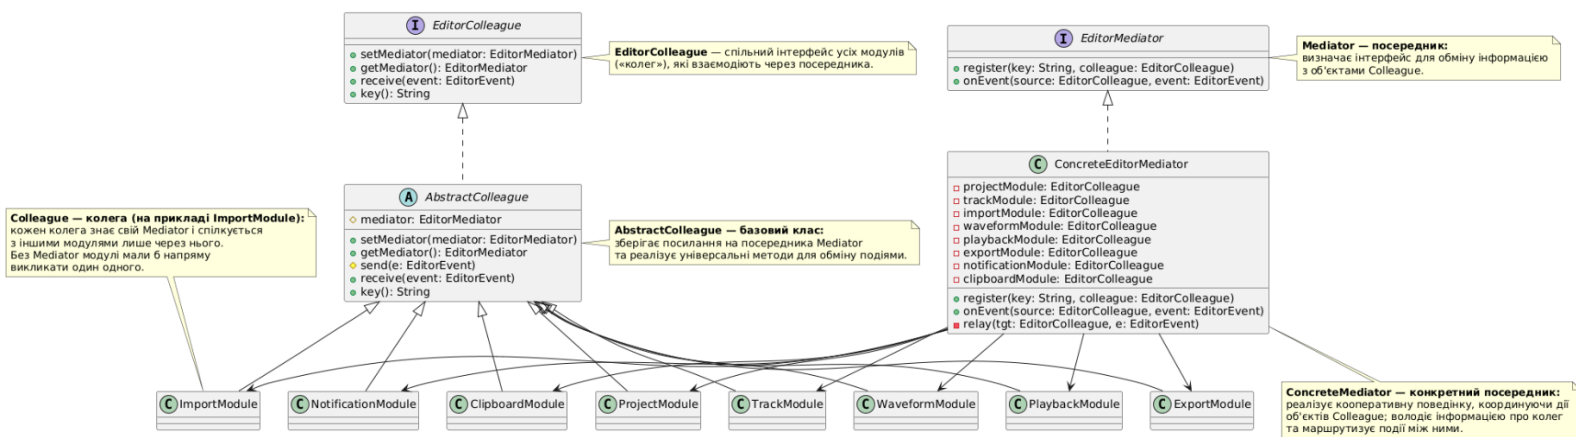 I EditorColleague
setMediator(mediator: EditorMediator)
getMediator(): EditorMediator
receive(event: EditorEvent)
key(): String
EditorColleague — спільний інтерфейс усіх модулів
(«колег»), які взаємодіють через посередника.
I EditorMediator
register(key: String, colleague: EditorColleague)
onEvent(source: EditorColleague, event: EditorEvent)
Mediator — посередник:
визначає інтерфейс для обміну інформацією
з об'єктами Colleague.
Colleague — колега (на прикладі ImportModule):
кожен колега знає свій Mediator і спілкується
з іншими модулями лише через нього.
Без Mediator модулі мали б напряму
викликати один одного.
A AbstractColleague
mediator: EditorMediator
setMediator(mediator: EditorMediator)
getMediator(): EditorMediator
send(e: EditorEvent)
receive(event: EditorEvent)
key(): String
AbstractColleague — базовий клас:
зберігає посилання на посередника Mediator
та реалізує універсальні методи для обміну подіями.
C ConcreteEditorMediator
projectModule: EditorColleague
trackModule: EditorColleague
importModule: EditorColleague
waveformModule: EditorColleague
playbackModule: EditorColleague
exportModule: EditorColleague
notificationModule: EditorColleague
clipboardModule: EditorColleague
register(key: String, colleague: EditorColleague)
onEvent(source: EditorColleague, event: EditorEvent)
relay(tgt: EditorColleague, e: EditorEvent)
C ImportModule
C NotificationModule
C ClipboardModule
C ProjectModule
C TrackModule
C WaveformModule
C PlaybackModule
C ExportModule
ConcreteMediator — конкретний посередник:
реалізує кооперативну поведінку, координуючи дії
об'єктів Colleague; володіє інформацією про колег
та маршрутизує події між ними.